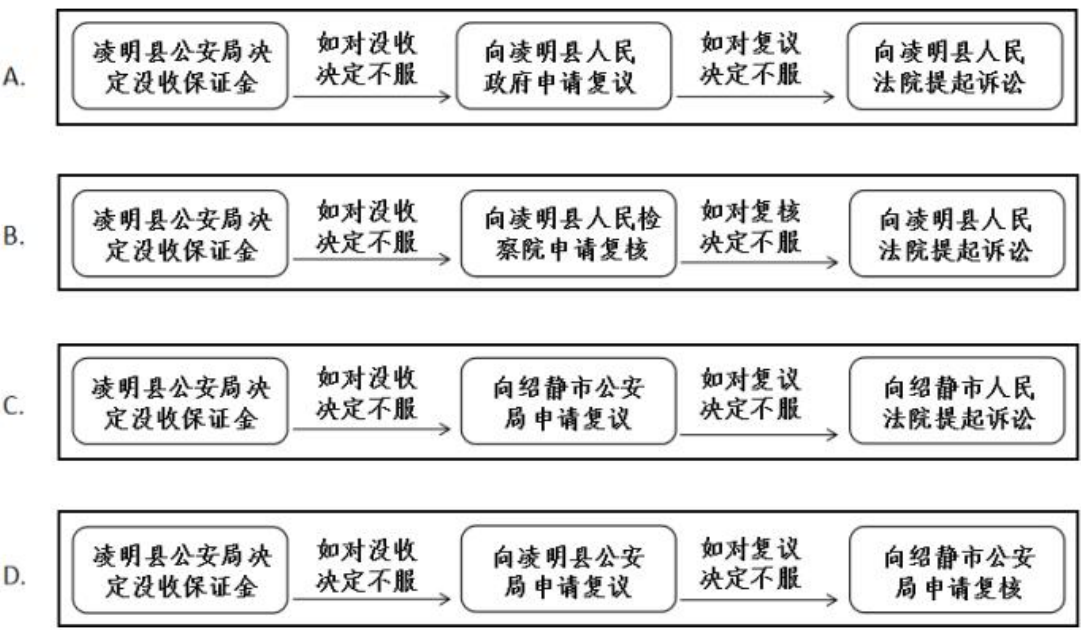 A.
凌明县公安局决
定没收保证金
如对没收
决定不服
向凌明县人民
政府申请复议
如对复议
决定不服
向凌明县人民
法院提起诉讼
B.
凌明县公安局决
定没收保证金
如对没收
决定不服
向凌明县人民检
察院申请复核
如对复核
决定不服
向凌明县人民
法院提起诉讼
C.
凌明县公安局决
定没收保证金
如对没收
决定不服
向绍静市公安
局申请复议
如对复议
决定不服
向绍静市人民
法院提起诉讼
D.
凌明县公安局决
定没收保证金
如对没收
决定不服
向凌明县公安
局申请复议
如对复议
决定不服
向绍静市公安
局申请复核